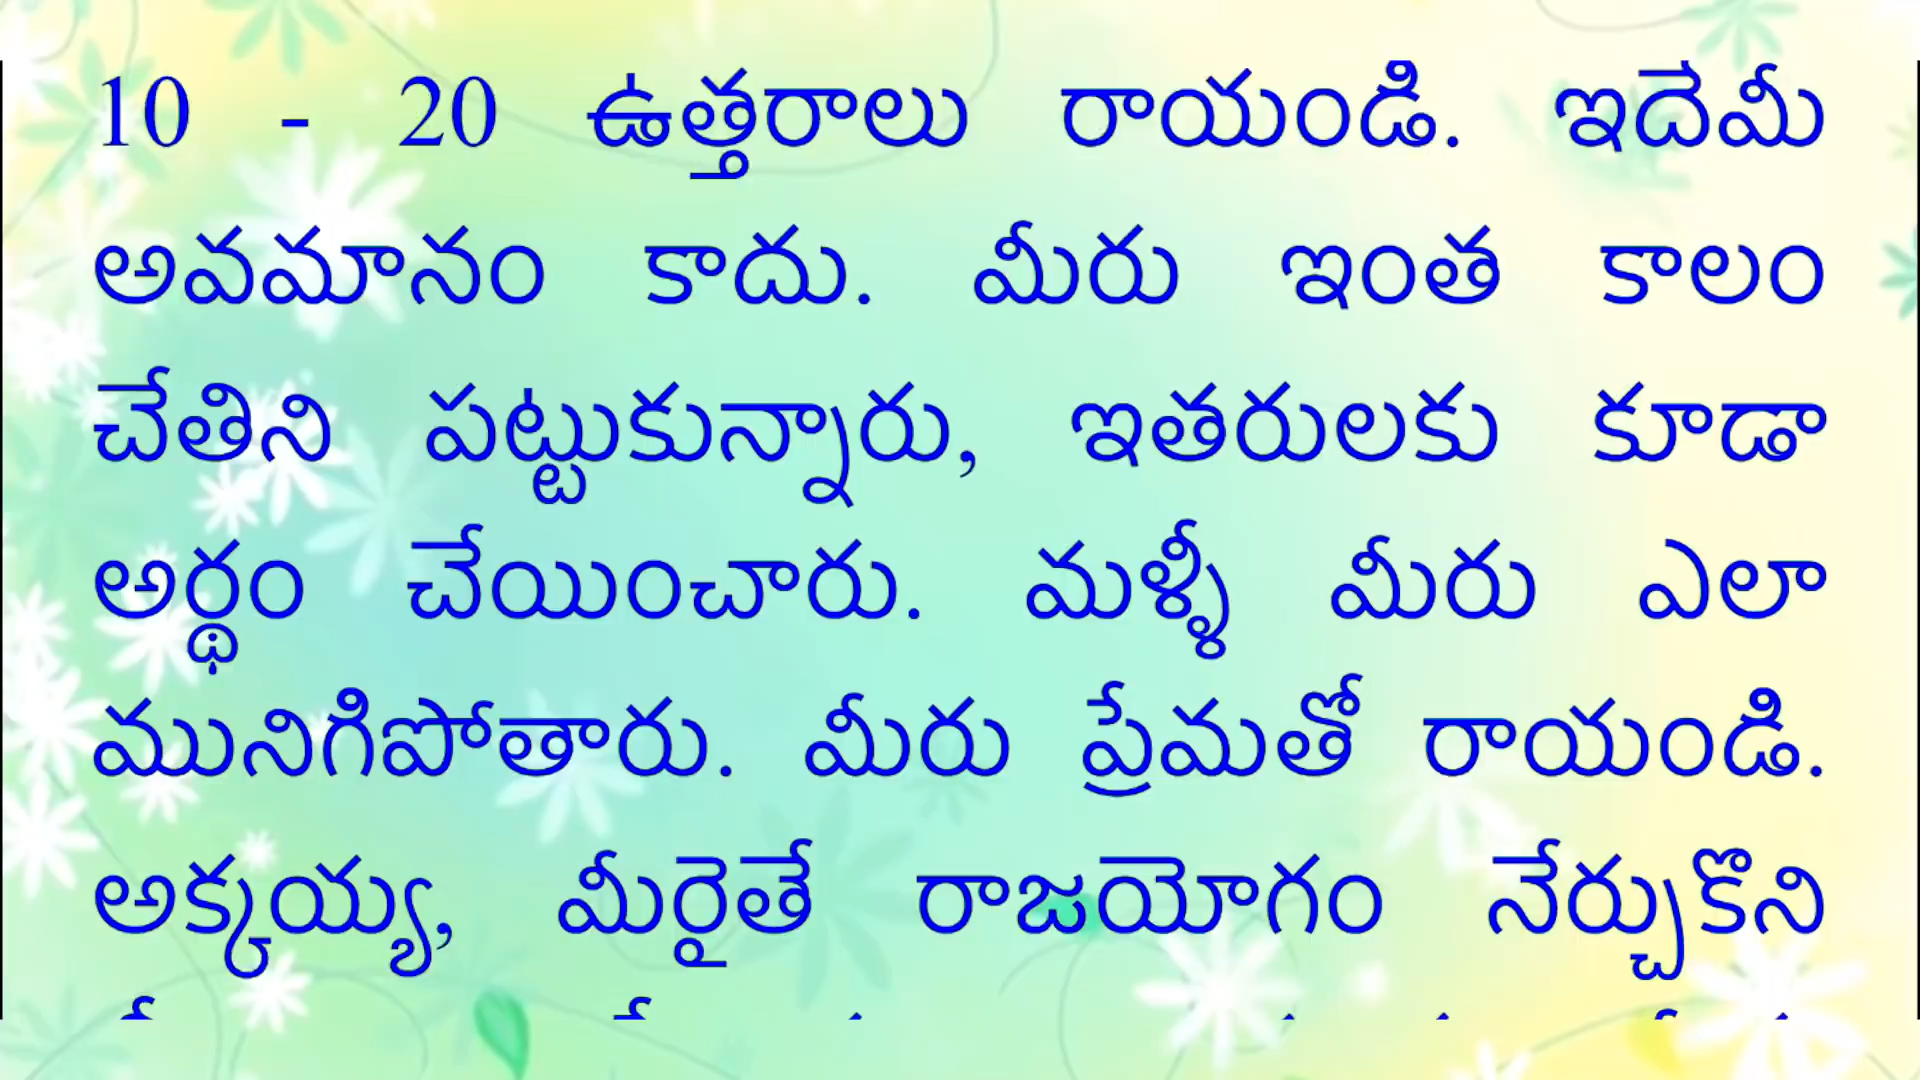 10 - 20 ఉత్తరాలు రాయండి. ఇదేమీ
అవమానం కాదు. మీరు ఇంత కాలం
చేతిని పట్టుకున్నారు, ఇతరులకు కూడా
అర్థం చేయించారు. మళ్ళీ మీరు ఎలా
మునిగిపోతారు. మీరు ప్రేమతో రాయండి.
అక్కయ్య, మీరైతే రాజయోగం నేర్చుకొని